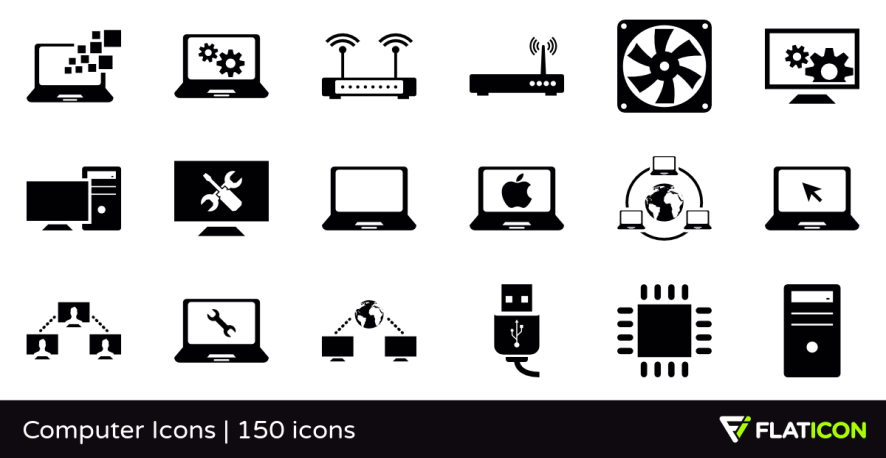 Computer Icons | 150 icons
FLATICON